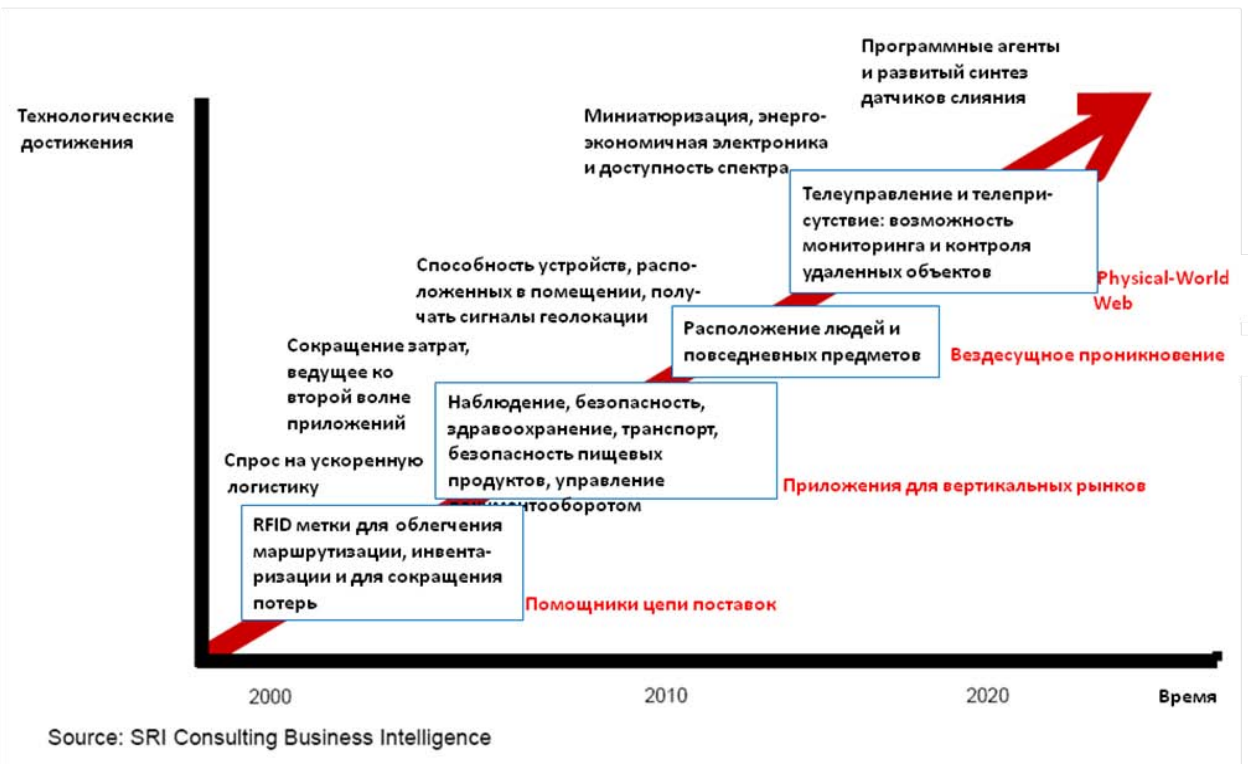 Программные агенты
и развитый синтез
датчиков слияния
Технологические
достижения
Миниатюризация, энерго-
экономичная электроника
и доступность спектра
Телеуправление и телепри-
сутствие: возможность
мониторинга и контроля
удаленных объектов
Physical-World
Web
Способность устройств, распо-
ложенных в помещении, полу-
чать сигналы геолокации
Расположение людей и
повседневных предметов
Вездесущное проникновение
Сокращение затрат,
ведущее ко
второй волне
приложений
Наблюдение, безопасность,
здравоохранение, транспорт,
безопасность пищевых
продуктов, управление
документооборотом
Приложения для вертикальных рынков
Спрос на ускоренную
логистику
RFID метки для облегчения
маршрутизации, инвента-
ризации и для сокращения
потерь
Помощники цепи поставок
2000
2010
2020
Время
Source: SRI Consulting Business Intelligence